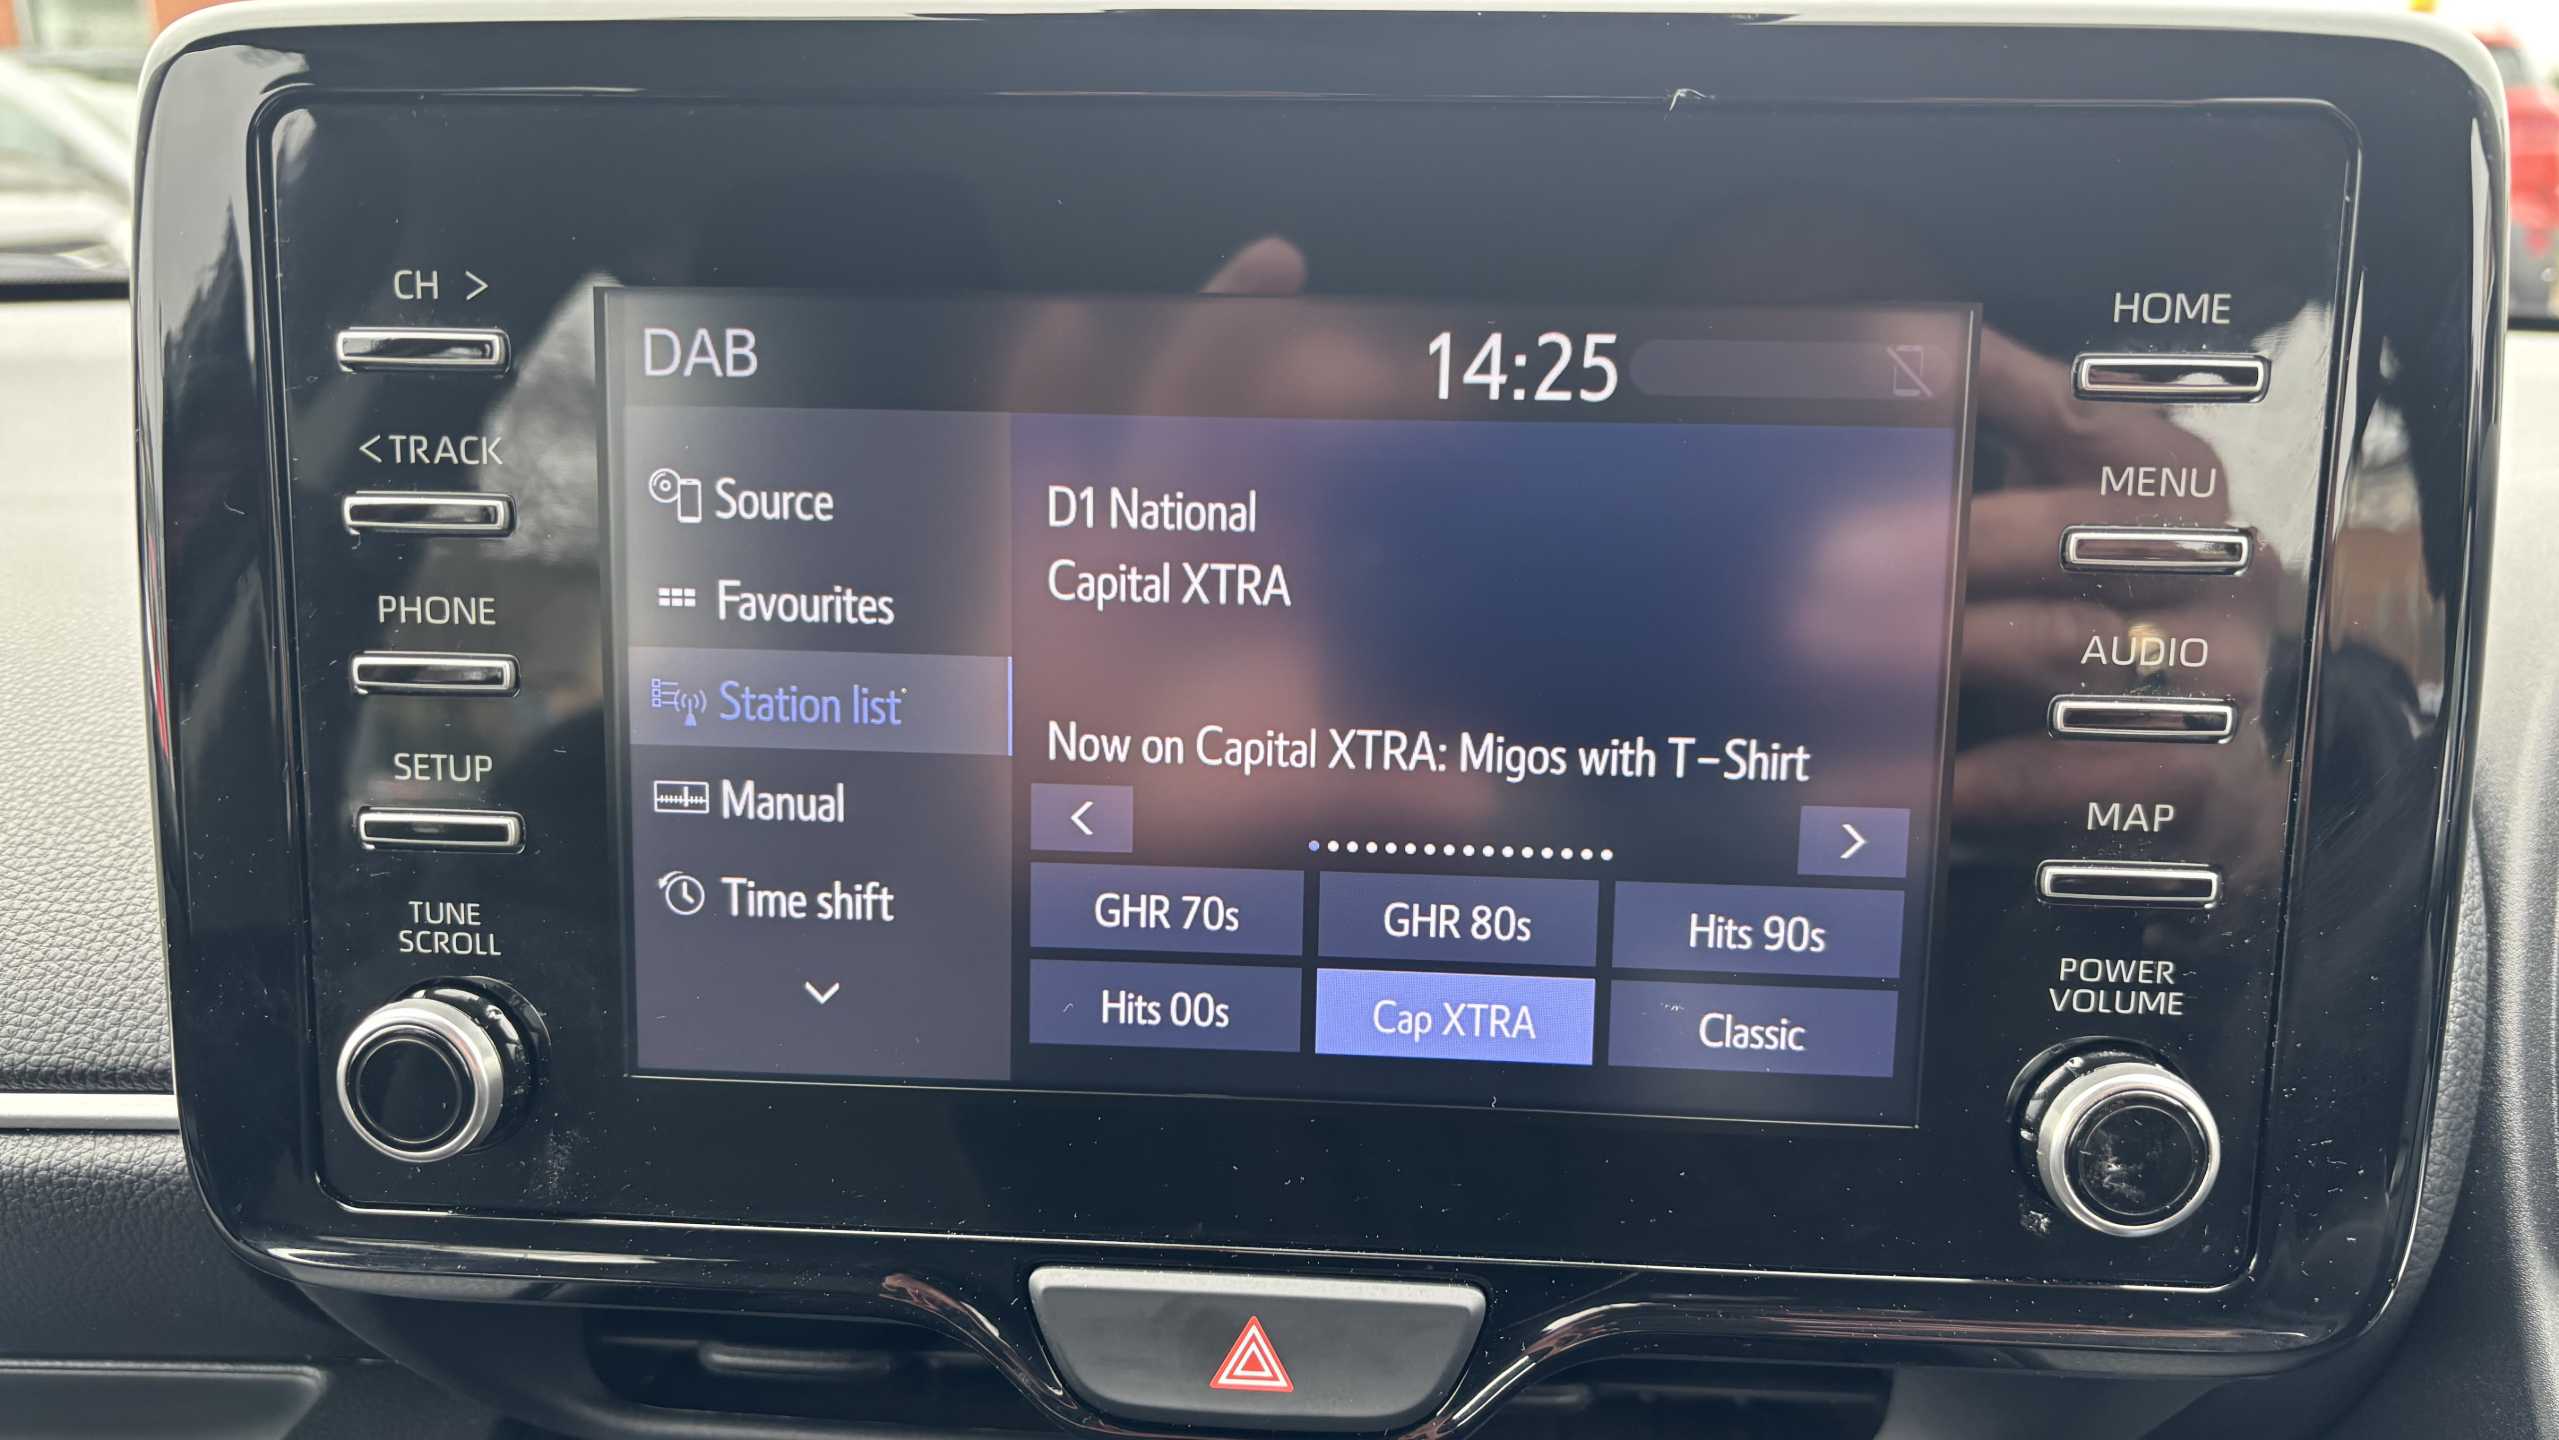 CH >
< TRACK
PHONE
SETUP
TUNE
SCROLL
DAB
14:25
Source
Favourites
Station list
Manual
Time shift
D1 National
Capital XTRA
Now on Capital XTRA: Migos with T-Shirt
< >
GHR 70s GHR 80s Hits 90s
Hits 00s Cap XTRA Classic
HOME
MENU
AUDIO
MAP
POWER
VOLUME